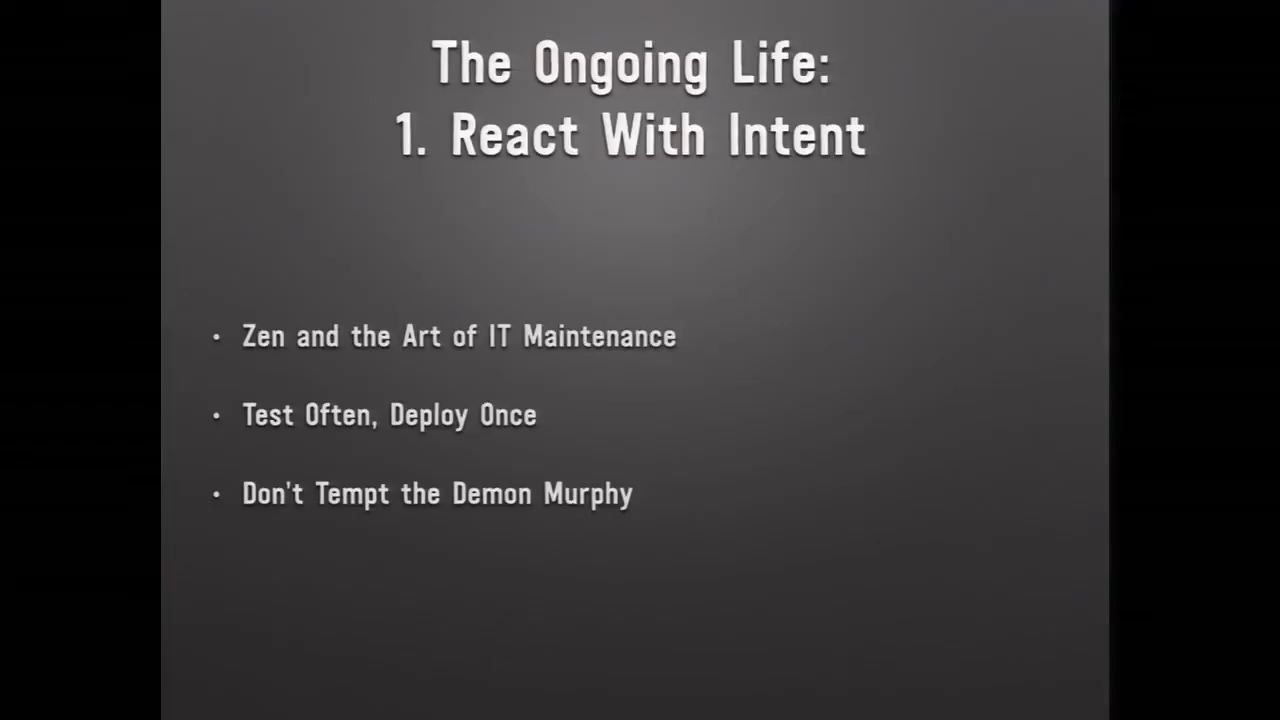 The Ongoing Life:
1. React With Intent
• Zen and the Art of IT Maintenance
• Test Often, Deploy Once
• Don't Tempt the Demon Murphy